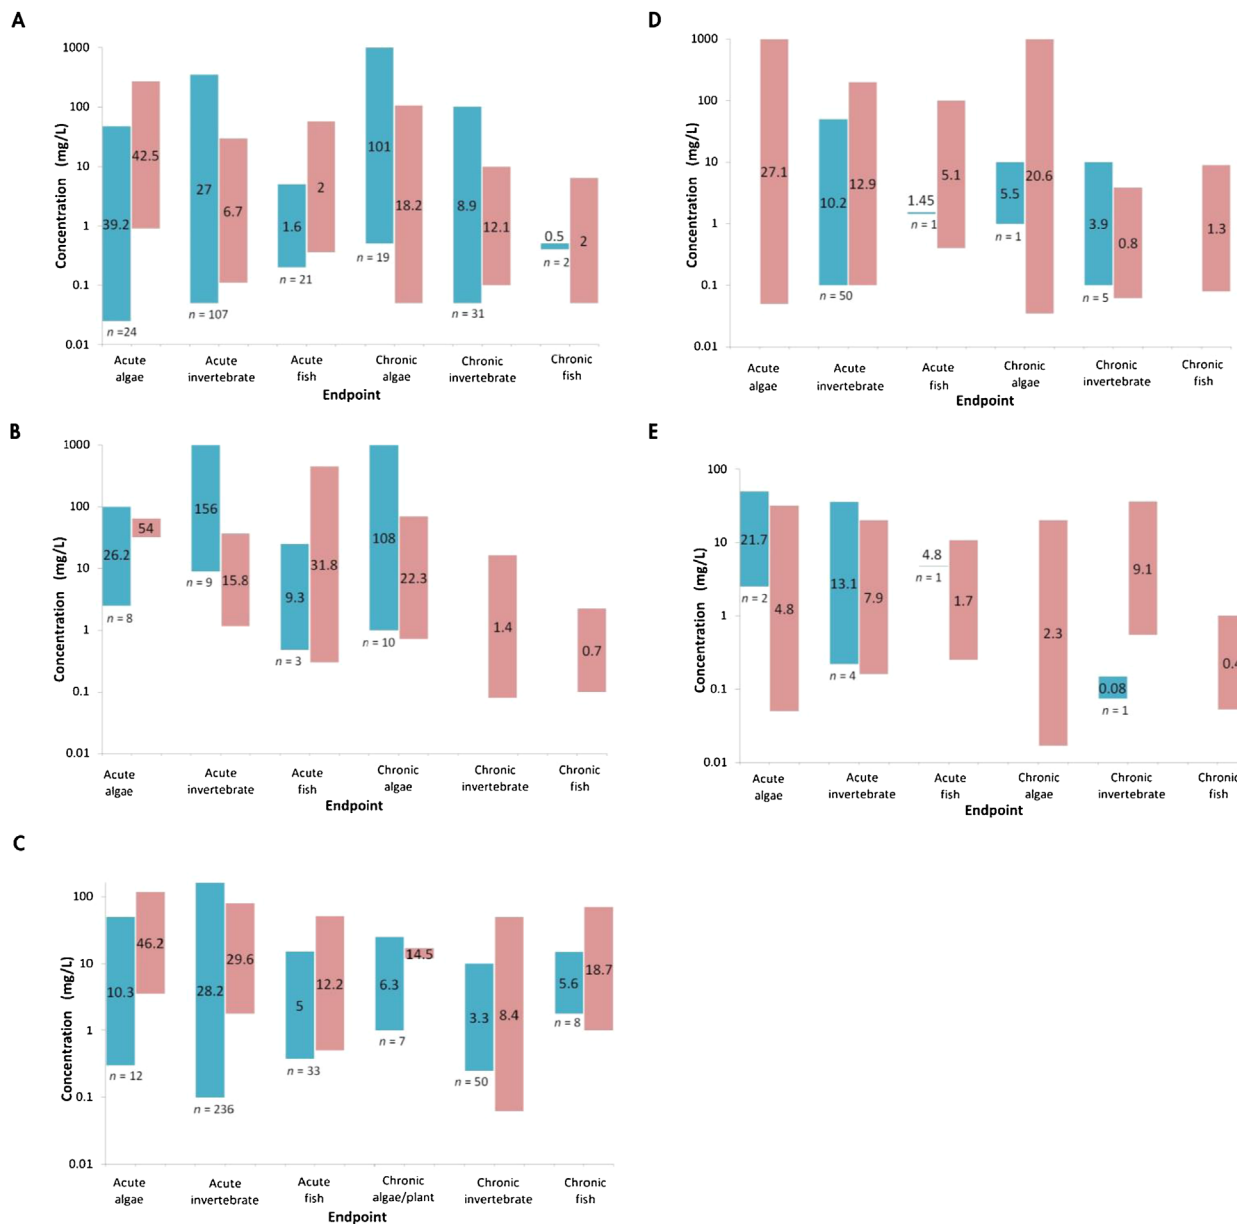 A
Concentration (mg/L)
1000
100
10
1
0.1
0.01
39.2
42.5
27
6.7
1.6
2
101
18.2
8.9
12.1
0.5
2
n =24
n = 107
n = 21
n = 19
n = 31
n = 2
Acute algae
Acute invertebrate
Acute fish
Chronic algae
Chronic invertebrate
Chronic fish
Endpoint
B
Concentration (mg/L)
1000
100
10
1
0.1
0.01
26.2
54
156
15.8
9.3
31.8
108
22.3
1.4
0.7
n = 8
n = 9
n = 3
n = 10
Acute algae
Acute invertebrate
Acute fish
Chronic algae
Chronic invertebrate
Chronic fish
Endpoint
C
Concentration (mg/L)
100
10
1
0.1
0.01
10.3
46.2
28.2
29.6
5
12.2
6.3
14.5
3.3
8.4
5.6
18.7
n = 12
n = 236
n = 33
n = 7
n = 50
n = 8
Acute algae
Acute invertebrate
Acute fish
Chronic algae/plant
Chronic invertebrate
Chronic fish
Endpoint
D
Concentration (mg/L)
1000
100
10
1
0.1
0.01
27.1
10.2
12.9
1.45
5.1
5.5
20.6
3.9
0.8
1.3
n = 50
n = 1
n = 1
n = 5
Acute algae
Acute invertebrate
Acute fish
Chronic algae
Chronic invertebrate
Chronic fish
Endpoint
E
Concentration (mg/L)
100
10
1
0.1
0.01
21.7
4.8
13.1
7.9
4.8
1.7
2.3
0.08
9.1
0.4
n = 2
n = 4
n = 1
n = 1
Acute algae
Acute invertebrate
Acute fish
Chronic algae
Chronic invertebrate
Chronic fish
Endpoint